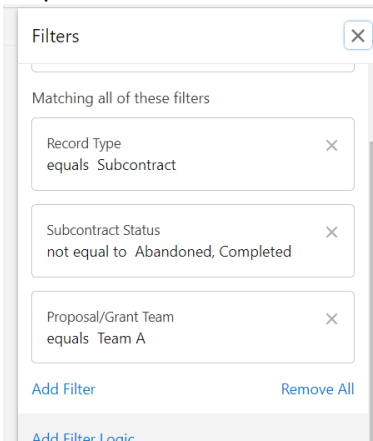 Filters
Matching all of these filters
Record Type
equals Subcontract
Subcontract Status
not equal to Abandoned, Completed
Proposal/Grant Team
equals Team A
Add Filter Remove All
Add Filter Logic